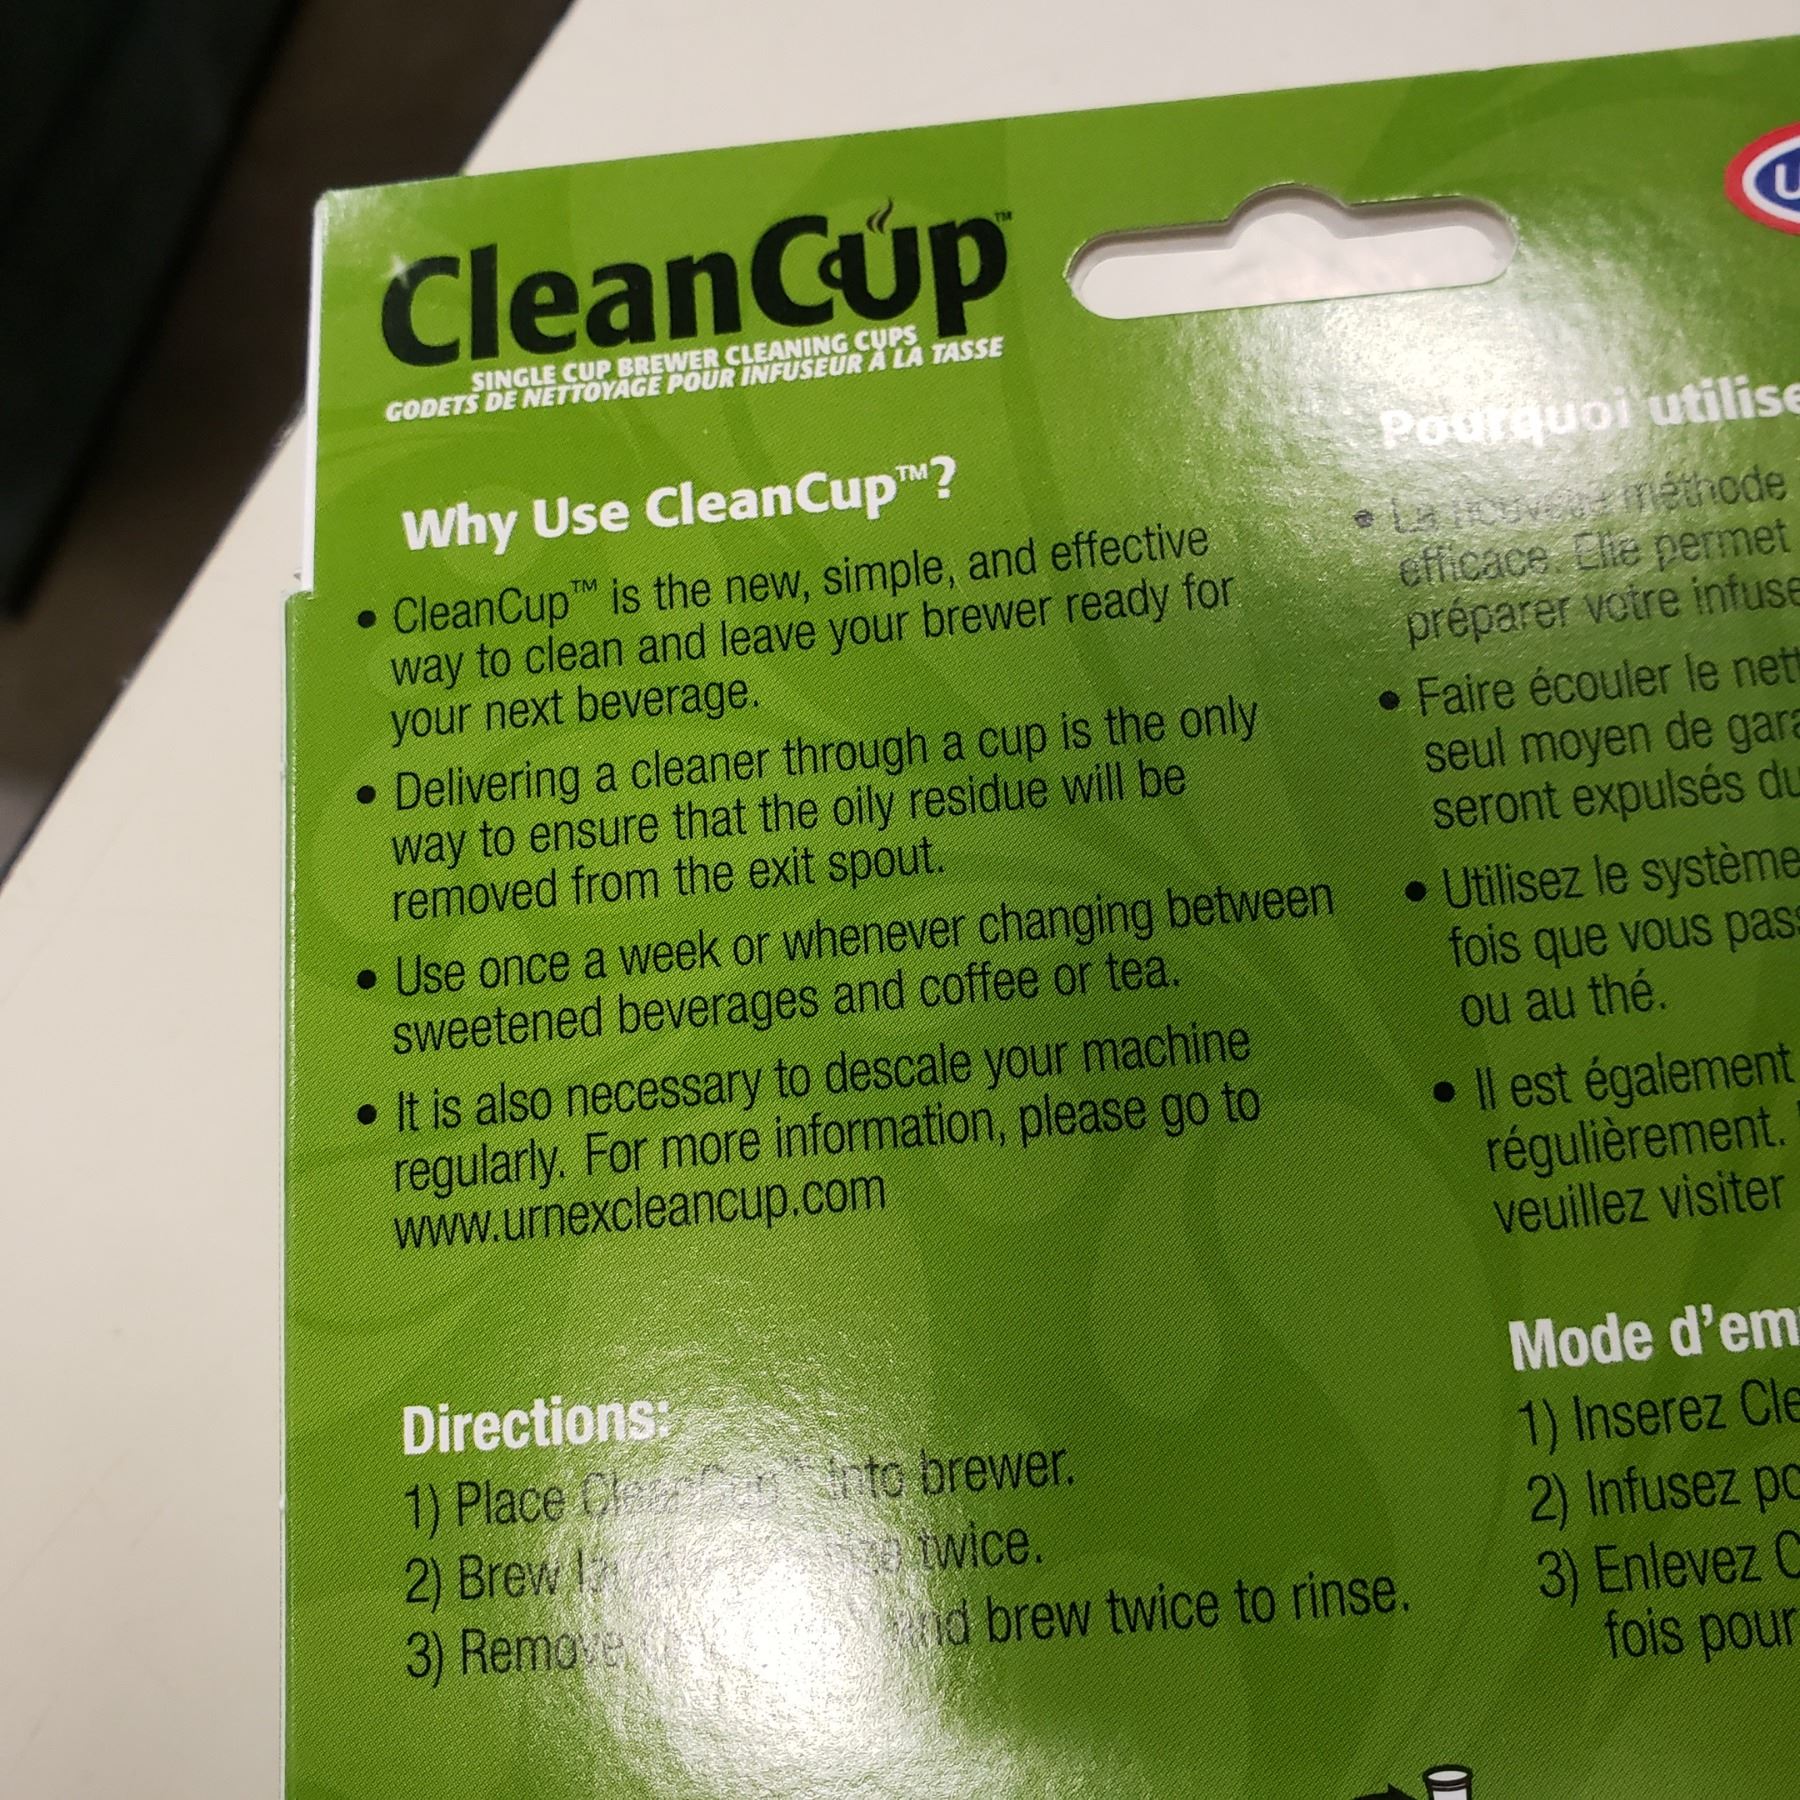 CleanCup™
SINGLE CUP BREWER CLEANING CUPS
GODETS DE NETTOYAGE POUR INFUSEUR À LA TASSE
Why Use CleanCup™?
• CleanCup™ is the new, simple, and effective
way to clean and leave your brewer ready for
your next beverage.
• Delivering a cleaner through a cup is the only
way to ensure that the oily residue will be
removed from the exit spout.
• Use once a week or whenever changing between
sweetened beverages and coffee or tea.
• It is also necessary to descale your machine
regularly. For more information, please go to
www.urnexcleancup.com
Directions:
1) Place CleanCup™ into brewer.
2) Brew twice.
3) Remove and brew twice to rinse.
U
Pourquoi utilise
• La nouvelle méthode
efficace. Elle permet
préparer votre infuse
• Faire écouler le nett
seul moyen de gara
seront expulsés du
• Utilisez le système
fois que vous pass
ou au thé.
• Il est également
régulièrement.
veuillez visiter
Mode d'em
1) Inserez Cle
2) Infusez po
3) Enlevez C
fois pour